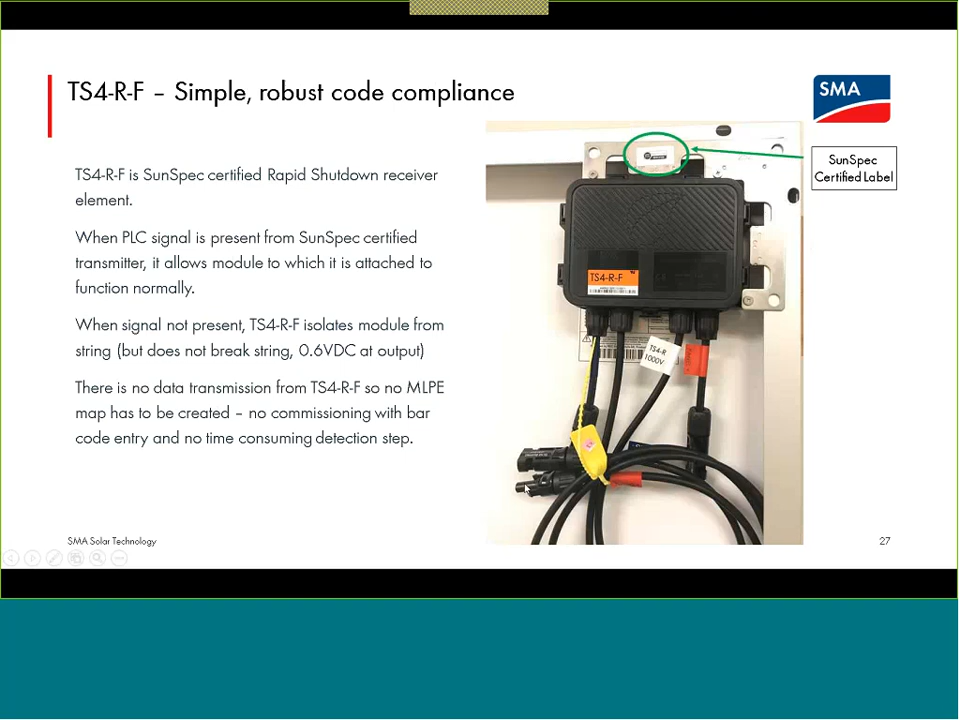 TS4-R-F – Simple, robust code compliance
SMA
TS4-R-F is SunSpec certified Rapid Shutdown receiver
element.
When PLC signal is present from SunSpec certified
transmitter, it allows module to which it is attached to
function normally.
When signal not present, TS4-R-F isolates module from
string (but does not break string, 0.6VDC at output)
There is no data transmission from TS4-R-F so no MLPE
map has to be created – no commissioning with bar
code entry and no time consuming detection step.
SunSpec
Certified Label
TS4-R-F
TS4-R
1000V
SMA Solar Technology
27